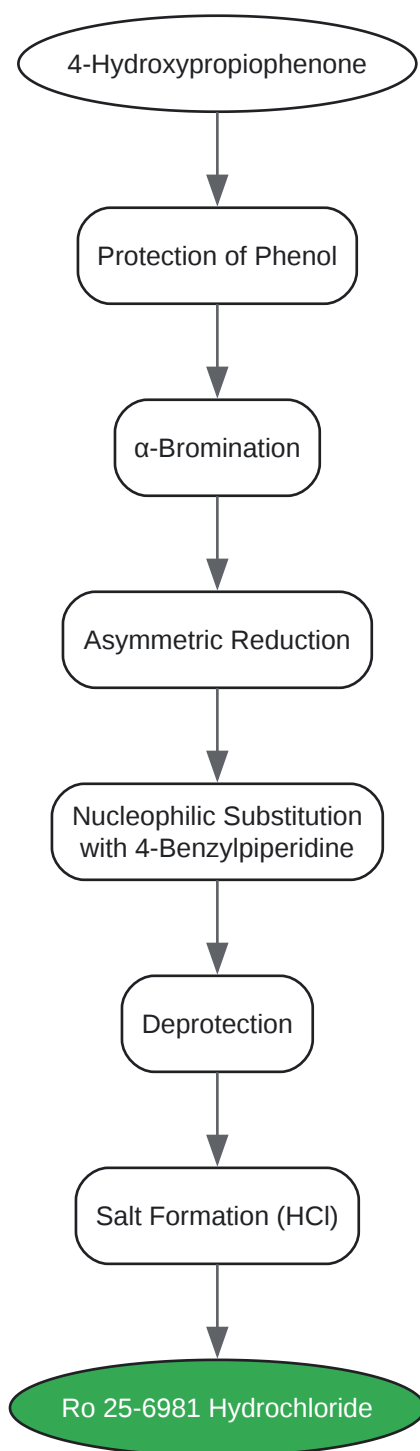 4-Hydroxypropiophenone
Protection of Phenol
α-Bromination
Asymmetric Reduction
Nucleophilic Substitution
with 4-Benzylpiperidine
Deprotection
Salt Formation (HCl)
Ro 25-6981 Hydrochloride